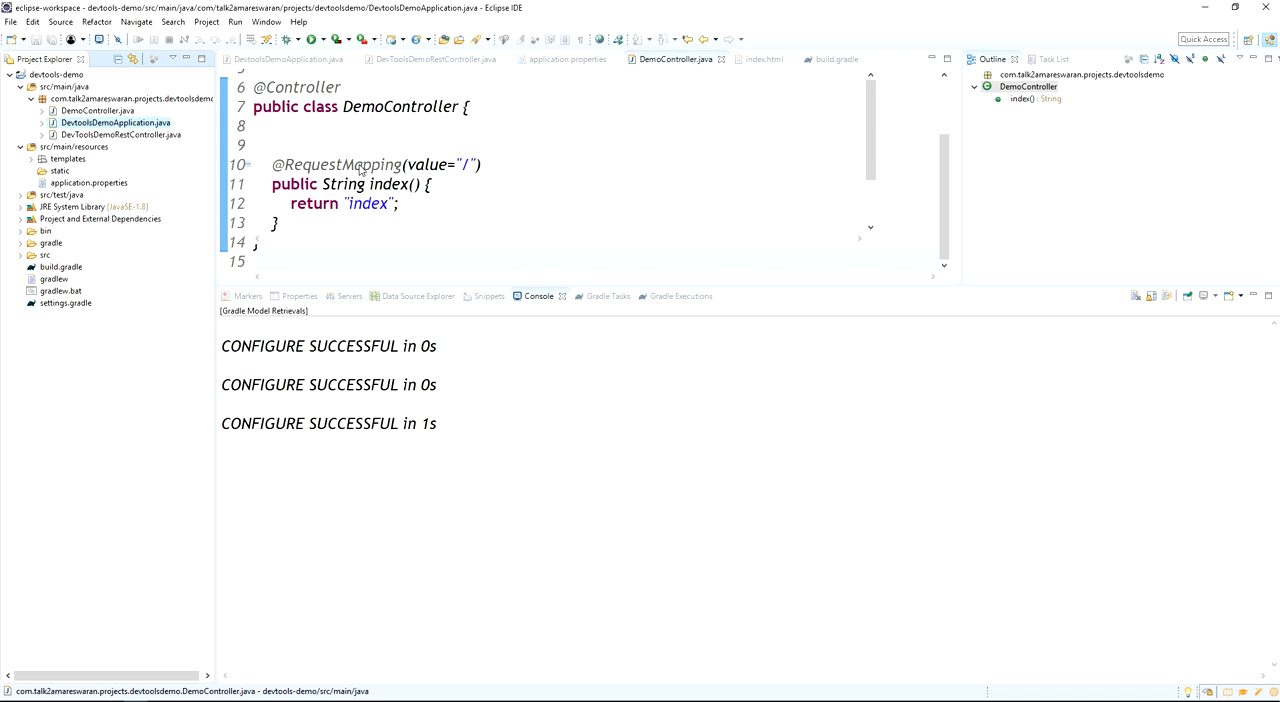 eclipse-workspace - devtools-demo/src/main/java/com/talk2amareswaran/projects/devtoolsdemo/DevtoolsDemoApplication.java - Eclipse IDE
File Edit Source Refactor Navigate Search Project Run Window Help
Quick Access
Project Explorer
devtools-demo
src/main/java
com.talk2amareswaran.projects.devtoolsdemo
DemoController.java
DevtoolsDemoApplication.java
DevToolsDemoRestController.java
src/main/resources
templates
static
application.properties
src/test/java
JRE System Library [JavaSE-1.8]
Project and External Dependencies
bin
gradle
src
build.gradle
gradlew
gradlew.bat
settings.gradle
DevtoolsDemoApplication.java DevToolsDemoRestController.java application.properties DemoController.java index.html build.gradle
6 @Controller
7 public class DemoController {
8
9
10 @RequestMapping(value="/")
11 public String index() {
12 return "index";
13 }
14 }
15
Outline Task List
com.talk2amareswaran.projects.devtoolsdemo
DemoController
index() : String
Markers Properties Servers Data Source Explorer Snippets Console Gradle Tasks Gradle Executions
[Gradle Model Retrievals]
CONFIGURE SUCCESSFUL in 0s
CONFIGURE SUCCESSFUL in 0s
CONFIGURE SUCCESSFUL in 1s
com.talk2amareswaran.projects.devtoolsdemo.DemoController.java - devtools-demo/src/main/java